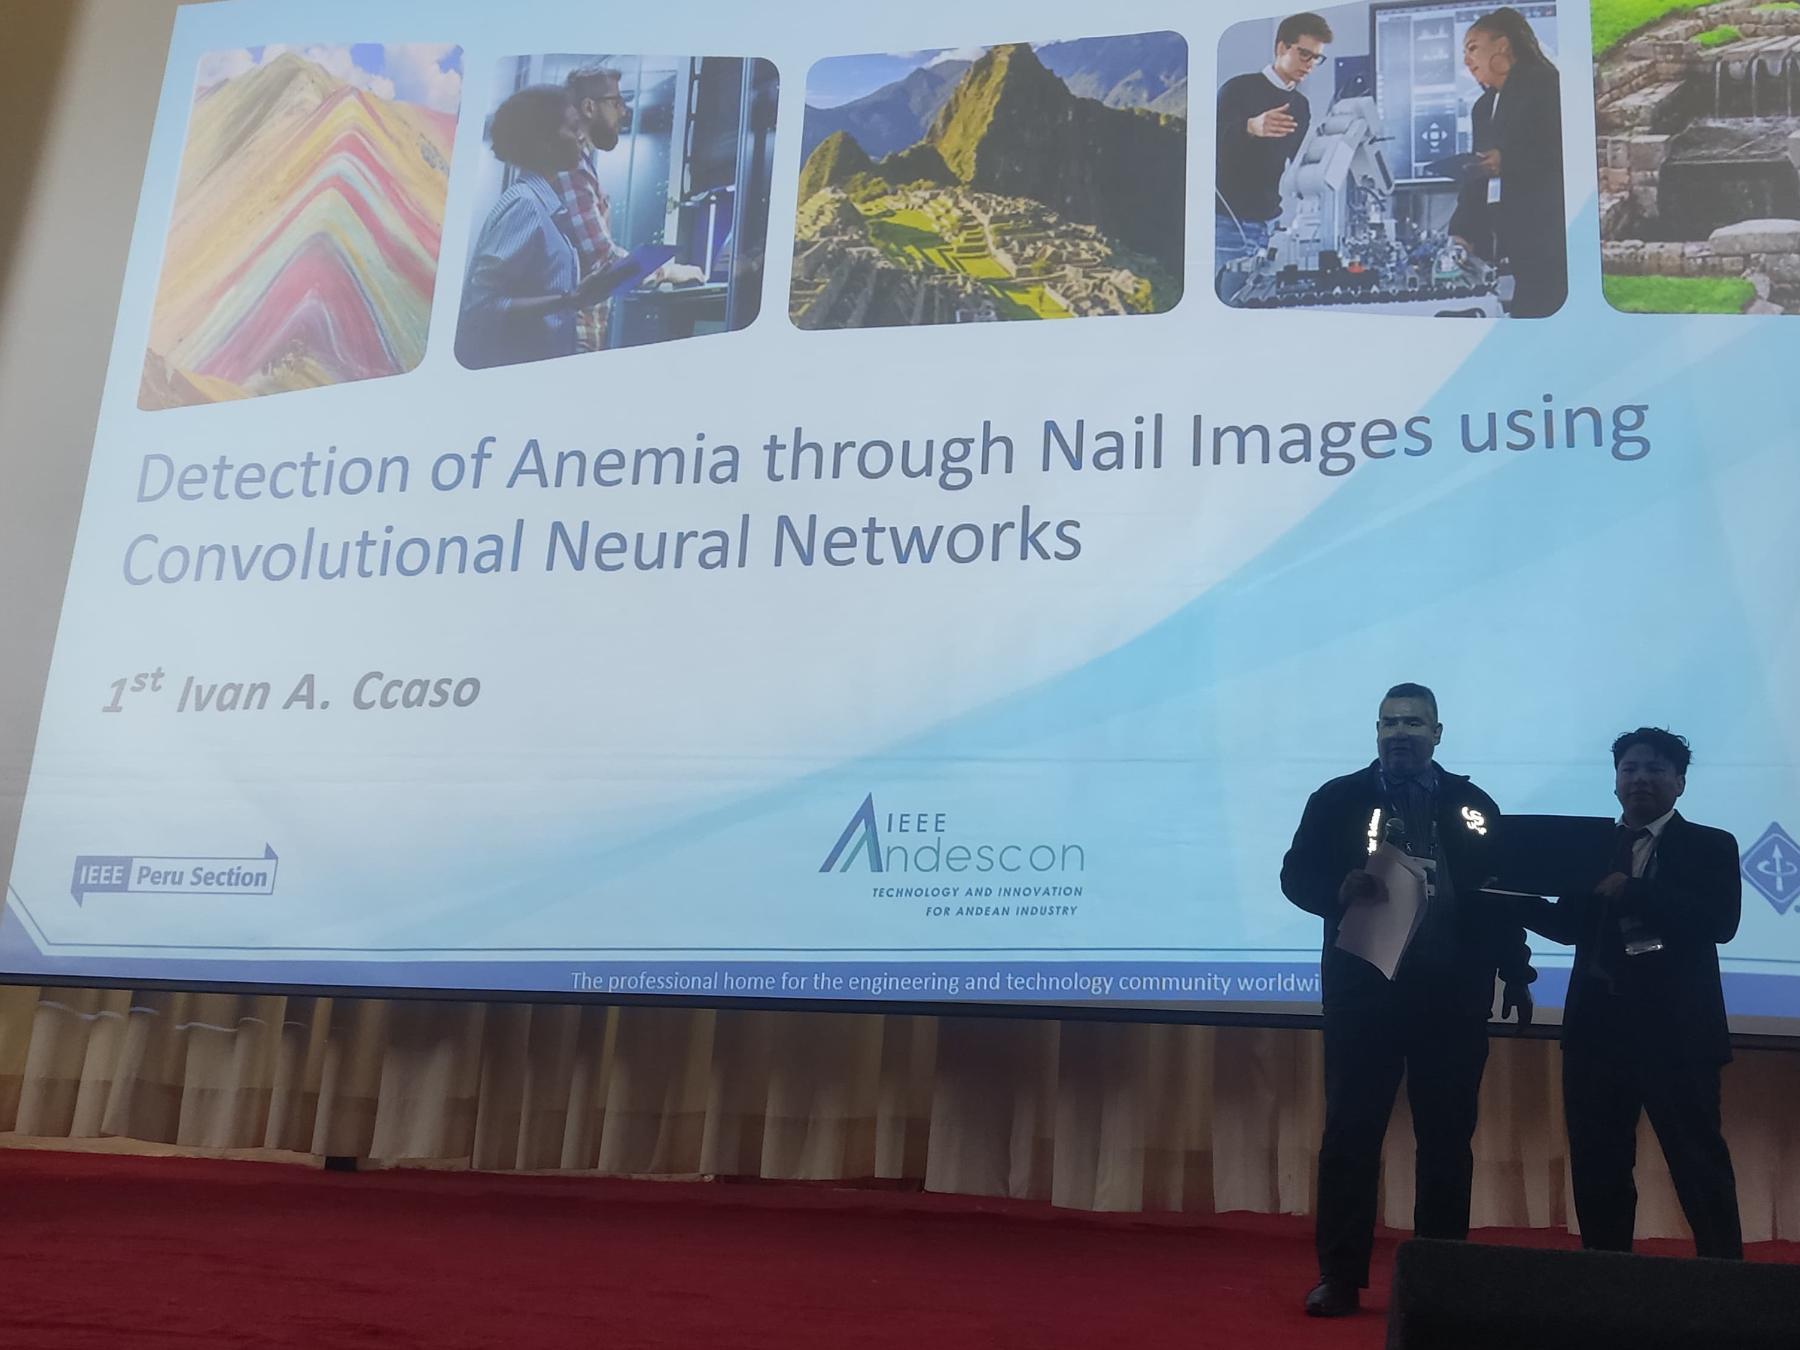 Detection of Anemia through Nail Images using
Convolutional Neural Networks
1st Ivan A. Ccaso
IEEE Peru Section
IEEE
Andescon
TECHNOLOGY AND INNOVATION
FOR ANDEAN INDUSTRY
The professional home for the engineering and technology community worldwi
CS